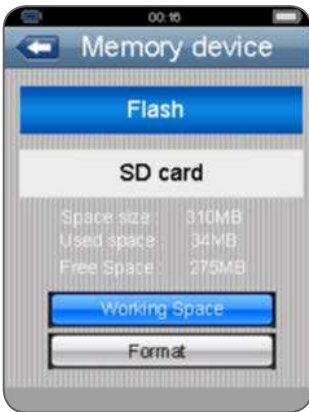 00:16
Memory device
Flash
SD card
Space size : 310MB
Used space : 34MB
Free Space : 275MB
Working Space
Format